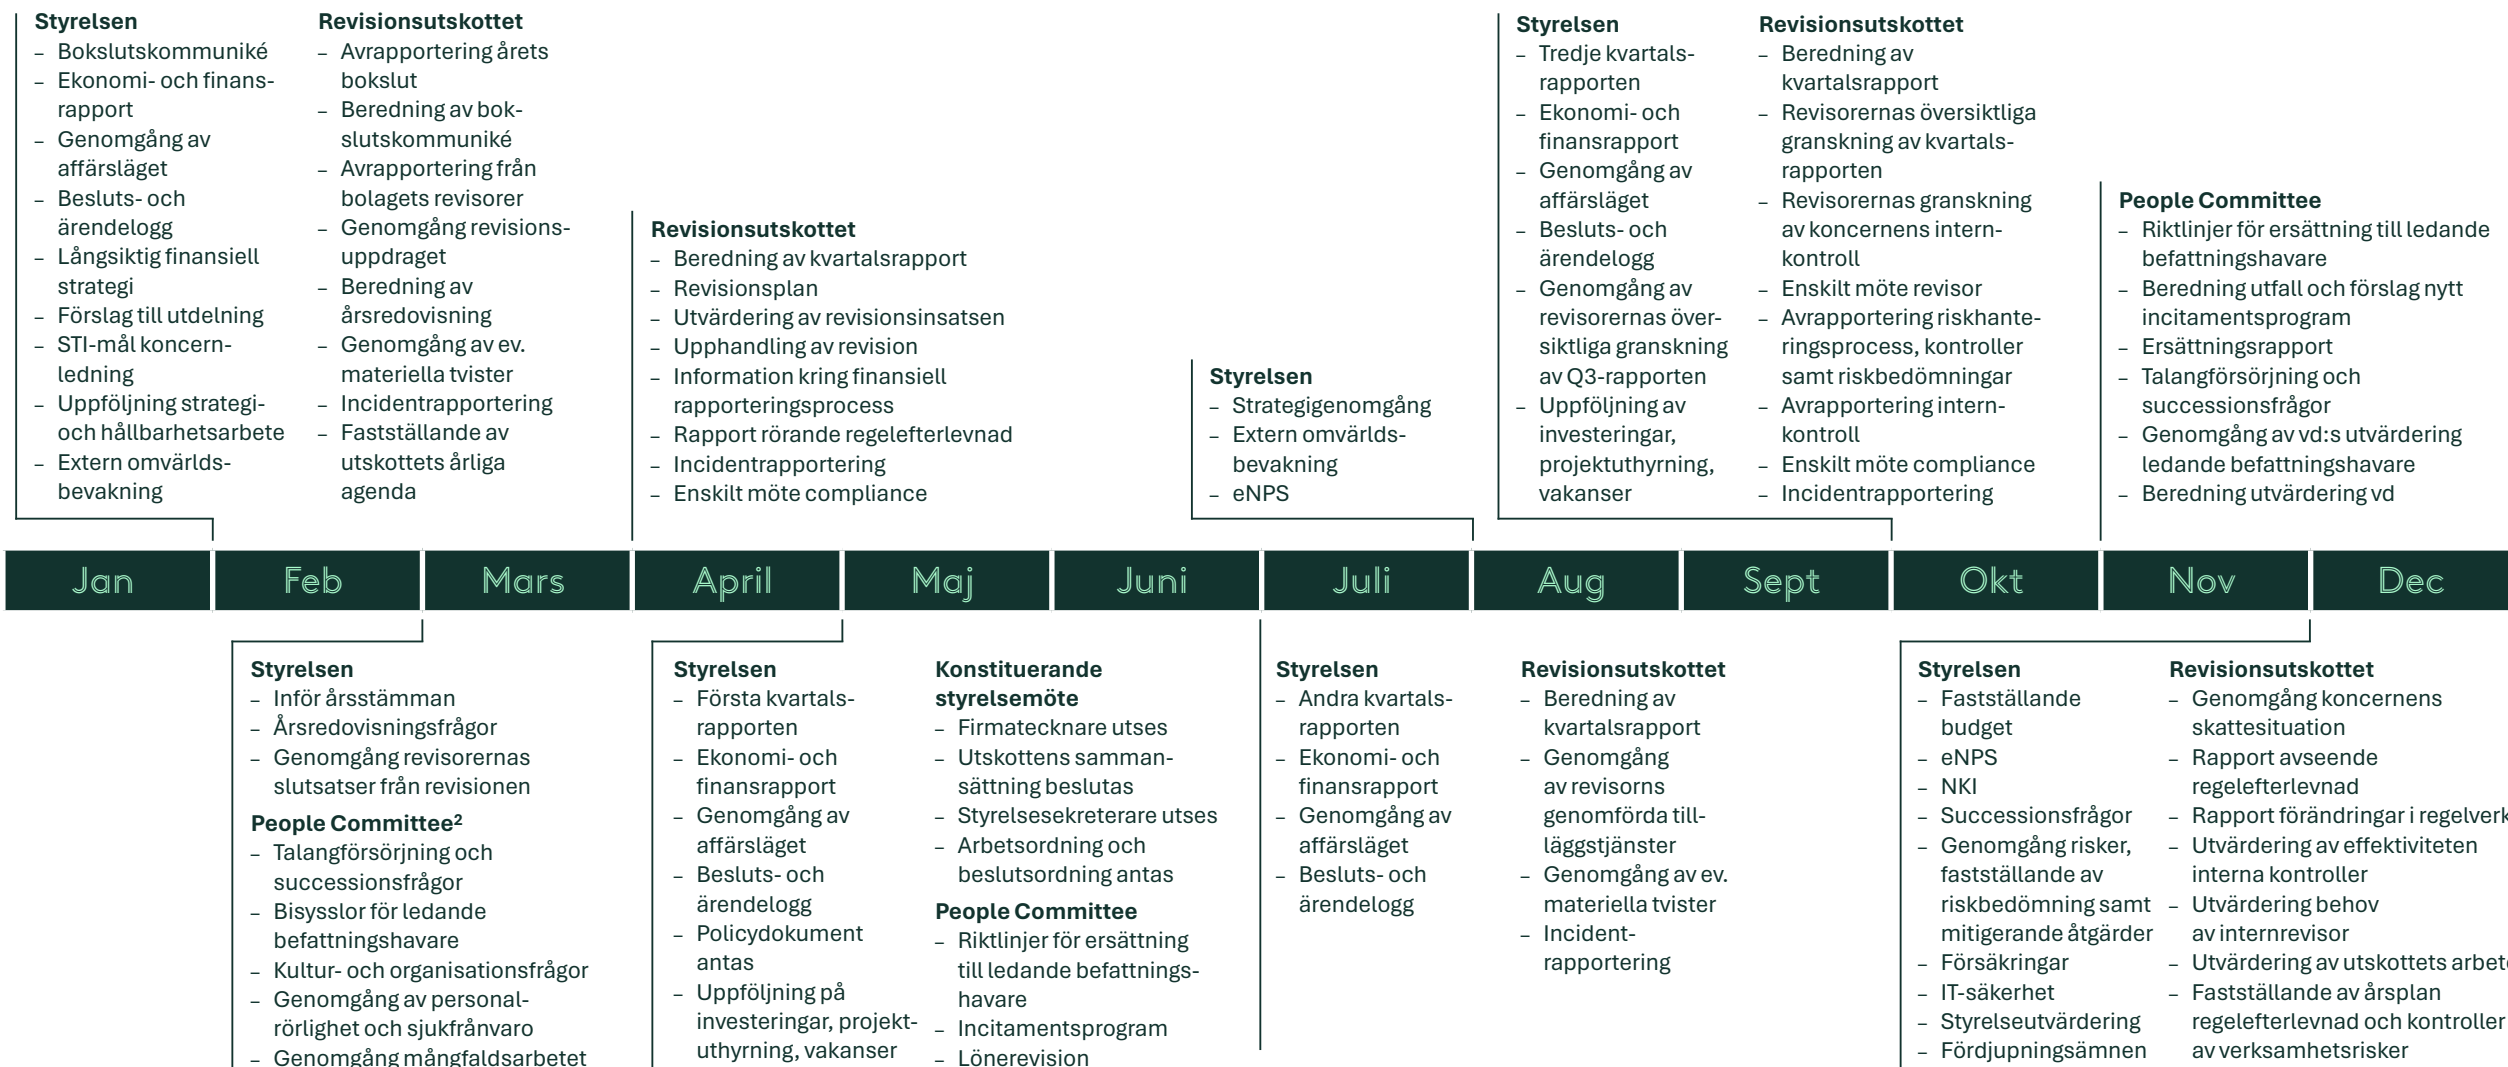 Styrelsen
– Bokslutskommuniké
– Ekonomi- och finans-
rapport
– Genomgång av
affärsläget
– Besluts- och
ärendelogg
– Långsiktig finansiell
strategi
– Förslag till utdelning
– STI-mål koncern-
ledning
– Uppföljning strategi-
och hållbarhetsarbete
– Extern omvärlds-
bevakning
Revisionsutskottet
– Avrapportering årets
bokslut
– Beredning av bok-
slutskommuniké
– Avrapportering från
bolagets revisorer
– Genomgång revisions-
uppdraget
– Beredning av
årsredovisning
– Genomgång av ev.
materiella tvister
– Incidentrapportering
– Fastställande av
utskottets årliga
agenda
Revisionsutskottet
– Beredning av kvartalsrapport
– Revisionsplan
– Utvärdering av revisionsinsatsen
– Upphandling av revision
– Information kring finansiell
rapporteringsprocess
– Rapport rörande regelefterlevnad
– Incidentrapportering
– Enskilt möte compliance
Styrelsen
– Strategigenomgång
– Extern omvärlds-
bevakning
– eNPS
Styrelsen
– Tredje kvartals-
rapporten
– Ekonomi- och
finansrapport
– Genomgång av
affärsläget
– Besluts- och
ärendelogg
– Genomgång av
revisorernas över-
siktliga granskning
av Q3-rapporten
– Uppföljning av
investeringar,
projektuthyrning,
vakanser
Revisionsutskottet
– Beredning av
kvartalsrapport
– Revisorernas översiktliga
granskning av kvartals-
rapporten
– Revisorernas granskning
av koncernens intern-
kontroll
– Enskilt möte revisor
– Avrapportering riskhante-
ringsprocess, kontroller
samt riskbedömningar
– Avrapportering intern-
kontroll
– Enskilt möte compliance
– Incidentrapportering
People Committee
– Riktlinjer för ersättning till ledande
befattningshavare
– Beredning utfall och förslag nytt
incitamentsprogram
– Ersättningsrapport
– Talangförsörjning och
successionsfrågor
– Genomgång av vd:s utvärdering
ledande befattningshavare
– Beredning utvärdering vd
Jan
Feb
Mars
April
Maj
Juni
Juli
Aug
Sept
Okt
Nov
Dec
Styrelsen
– Inför årsstämman
– Årsredovisningsfrågor
– Genomgång revisorernas
slutsatser från revisionen
People Committee²
– Talangförsörjning och
successionsfrågor
– Bisysslor för ledande
befattningshavare
– Kultur- och organisationsfrågor
– Genomgång av personal-
rörlighet och sjukfrånvaro
– Genomgång mångfaldsarbetet
Styrelsen
– Första kvartals-
rapporten
– Ekonomi- och
finansrapport
– Genomgång av
affärsläget
– Besluts- och
ärendelogg
– Policydokument
antas
– Uppföljning på
investeringar, projekt-
uthyrning, vakanser
Konstituerande
styrelsemöte
– Firmatecknare utses
– Utskottens samman-
sättning beslutas
– Styrelsesekreterare utses
– Arbetsordning och
beslutsordning antas
People Committee
– Riktlinjer för ersättning
till ledande befattnings-
havare
– Incitamentsprogram
– Lönerevision
Styrelsen
– Andra kvartals-
rapporten
– Ekonomi- och
finansrapport
– Genomgång av
affärsläget
– Besluts- och
ärendelogg
Revisionsutskottet
– Beredning av
kvartalsrapport
– Genomgång
av revisorns
genomförda till-
läggstjänster
– Genomgång av ev.
materiella tvister
– Incident-
rapportering
Styrelsen
– Fastställande
budget
– eNPS
– NKI
– Successionsfrågor
– Genomgång risker,
fastställande av
riskbedömning samt
mitigerande åtgärder
– Försäkringar
– IT-säkerhet
– Styrelseutvärdering
– Fördjupningsämnen
Revisionsutskottet
– Genomgång koncernens
skattesituation
– Rapport avseende
regelefterlevnad
– Rapport förändringar i regelverk
– Utvärdering av effektiviteten
interna kontroller
– Utvärdering behov
av internrevisor
– Utvärdering av utskottets arbete
– Fastställande av årsplan
regelefterlevnad och kontroller
av verksamhetsrisker